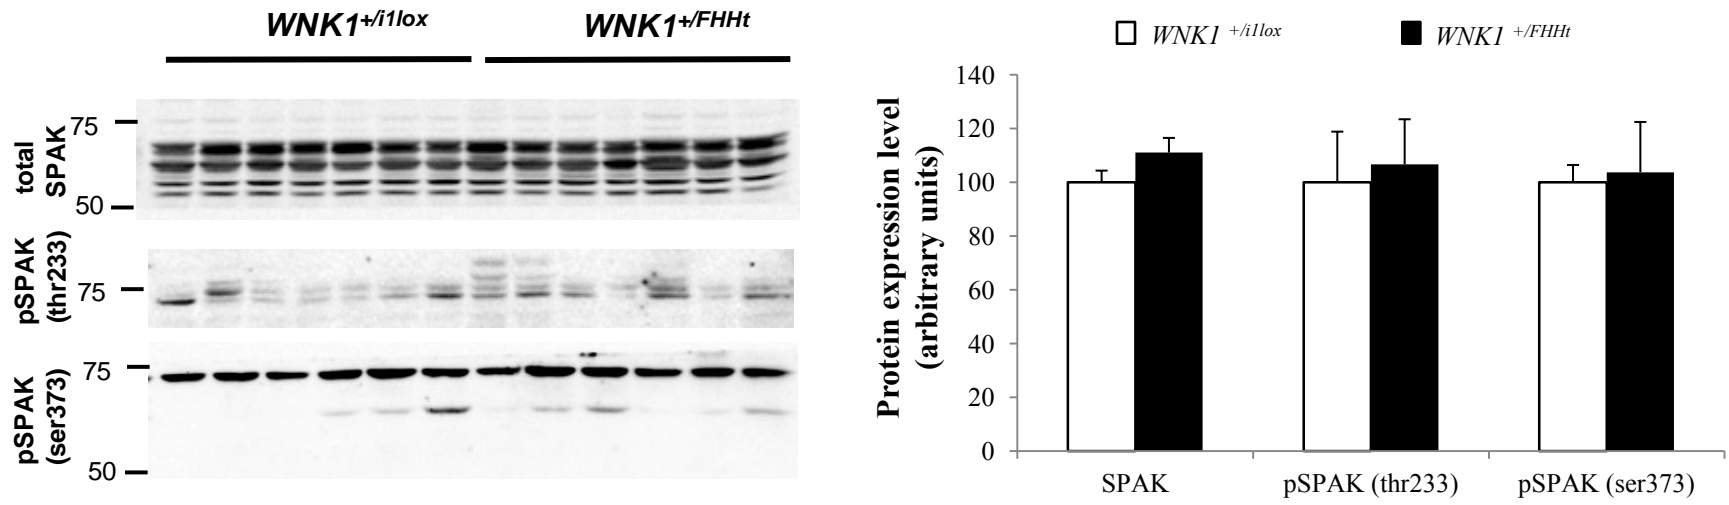 WNK1+/i1lox
WNK1+/FHHt
total
SPAK
75
50
pSPAK
(thr233)
75
pSPAK
(ser373)
75
50
WNK1 +/i1lox
WNK1 +/FHHt
Protein expression level
(arbitrary units)
140
120
100
80
60
40
20
0
SPAK
pSPAK (thr233)
pSPAK (ser373)